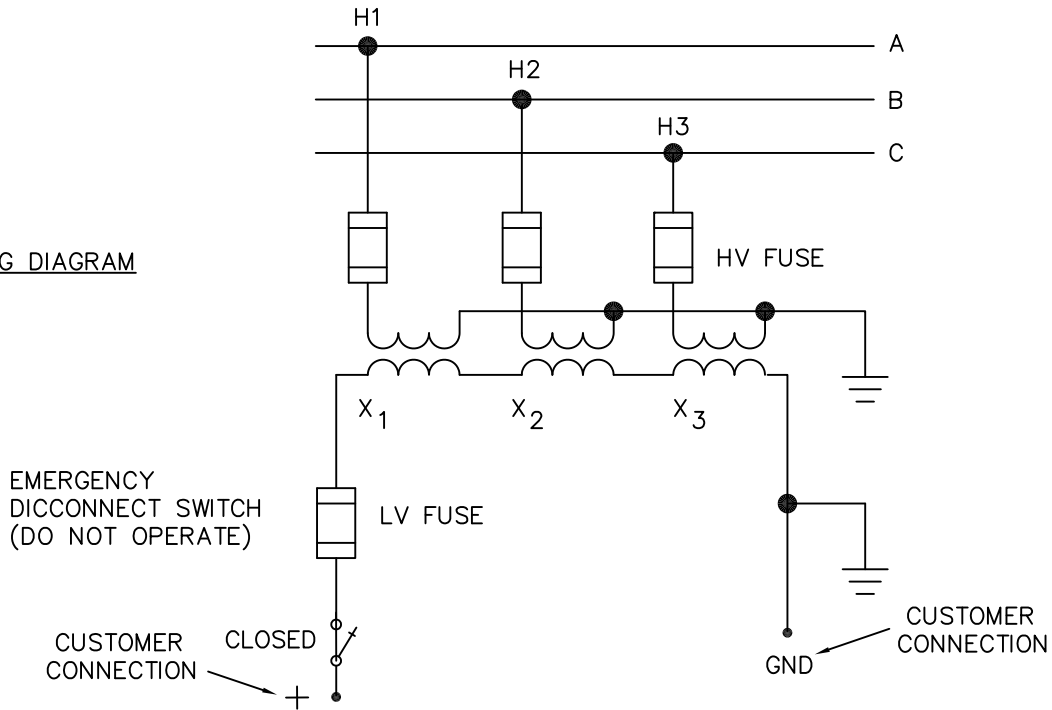 H1
A
H2
B
H3
C
G DIAGRAM
HV FUSE
X1
X2
X3
EMERGENCY
DICCONNECT SWITCH
(DO NOT OPERATE)
LV FUSE
CUSTOMER
CONNECTION
CLOSED
+
GND
CUSTOMER
CONNECTION